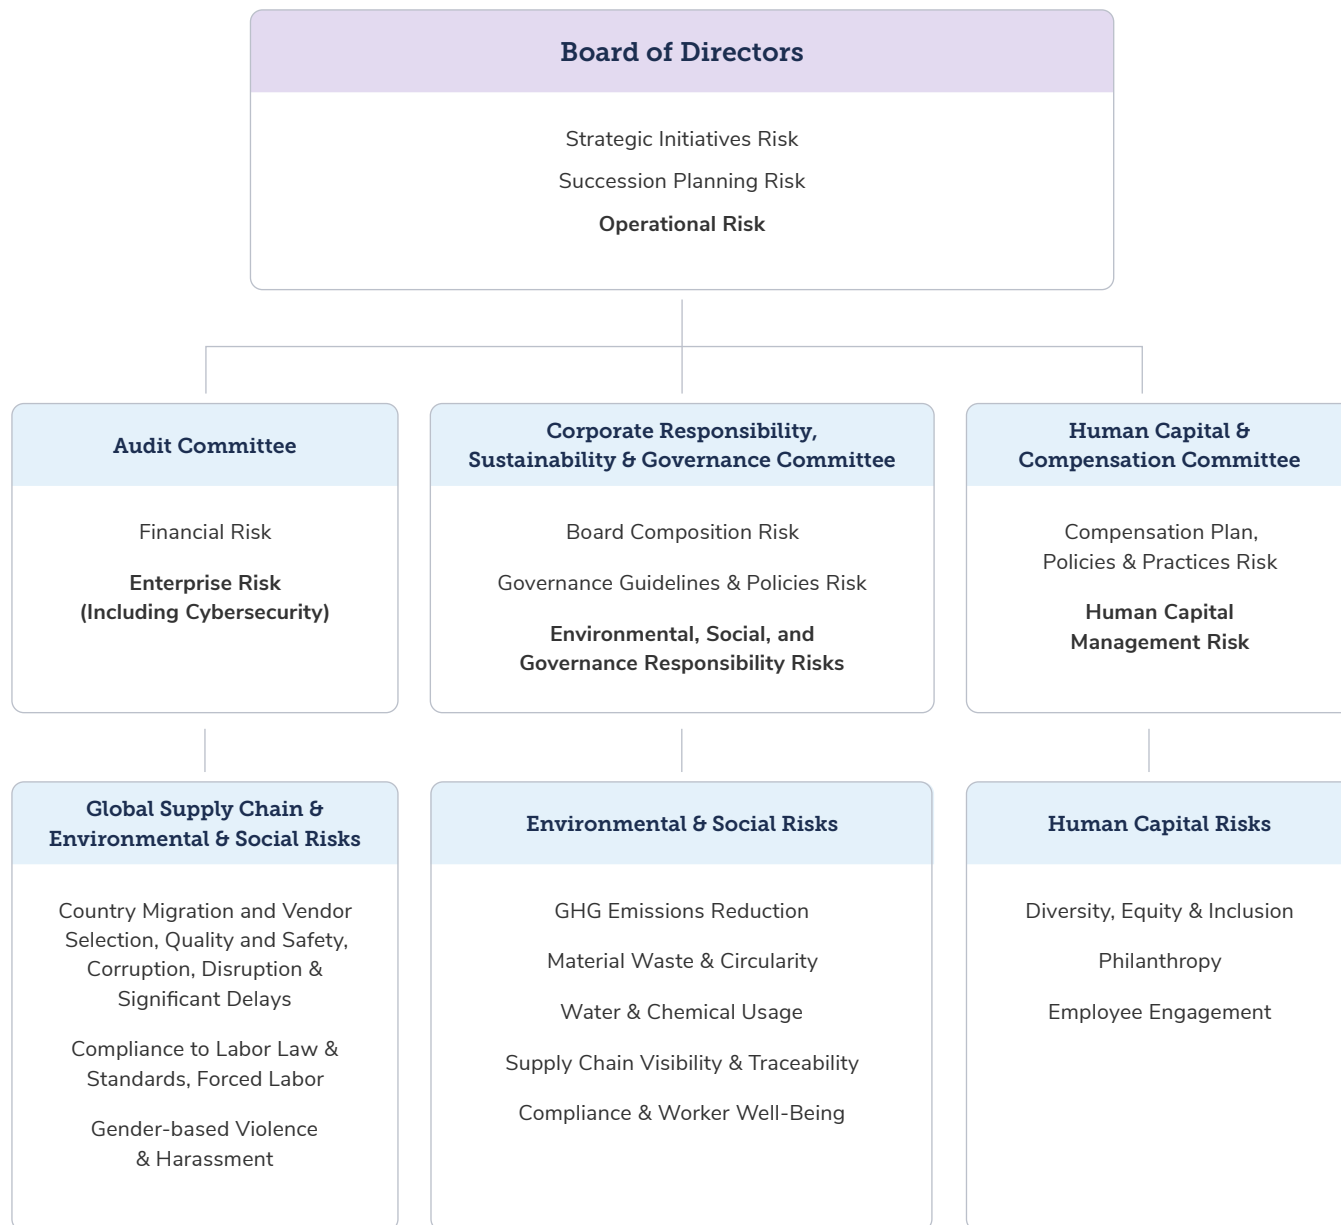 Board of Directors
Strategic Initiatives Risk
Succession Planning Risk
Operational Risk
Audit Committee
Financial Risk
Enterprise Risk
(Including Cybersecurity)
Corporate Responsibility,
Sustainability & Governance Committee
Board Composition Risk
Governance Guidelines & Policies Risk
Environmental, Social, and
Governance Responsibility Risks
Human Capital &
Compensation Committee
Compensation Plan,
Policies & Practices Risk
Human Capital
Management Risk
Global Supply Chain &
Environmental & Social Risks
Country Migration and Vendor
Selection, Quality and Safety,
Corruption, Disruption &
Significant Delays
Compliance to Labor Law &
Standards, Forced Labor
Gender-based Violence
& Harassment
Environmental & Social Risks
GHG Emissions Reduction
Material Waste & Circularity
Water & Chemical Usage
Supply Chain Visibility & Traceability
Compliance & Worker Well-Being
Human Capital Risks
Diversity, Equity & Inclusion
Philanthropy
Employee Engagement